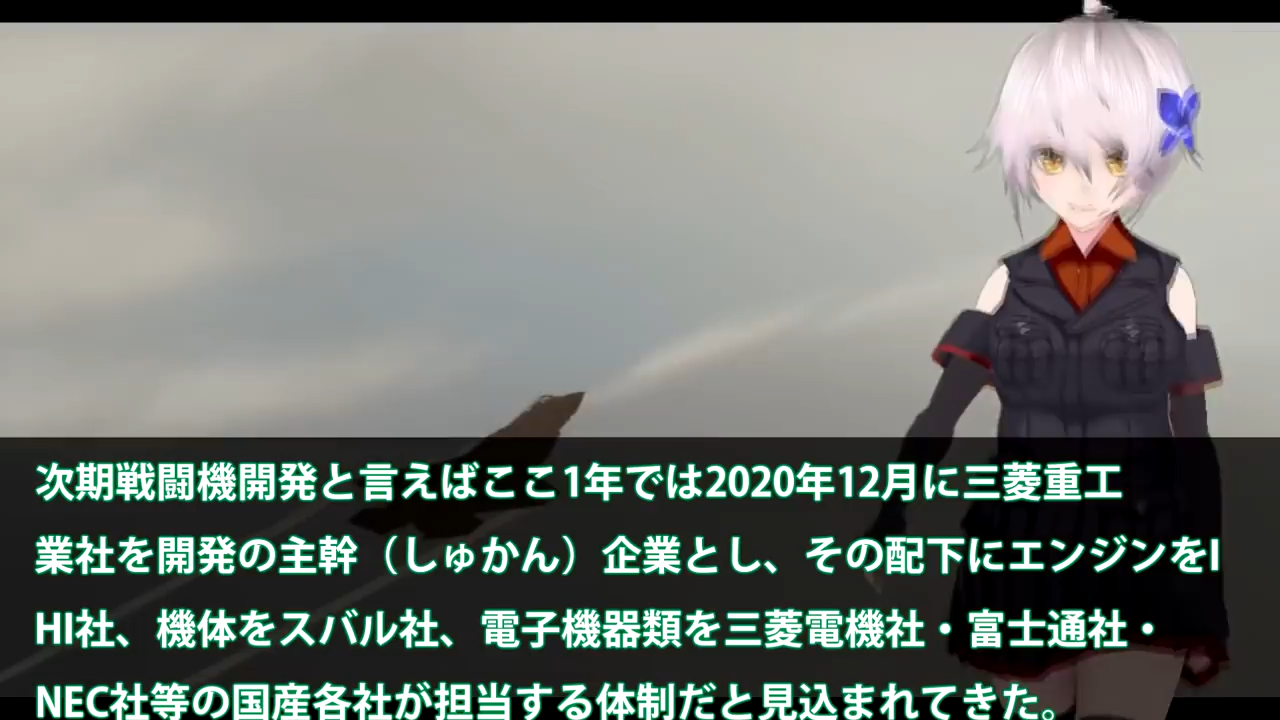 次期戦闘機開発と言えばここ1年では2020年12月に三菱重工
業社を開発の主幹（しゅかん）企業とし、その配下にエンジンをI
HI社、機体をスバル社、電子機器類を三菱電機社・富士通社・
NEC社等の国産各社が担当する体制だと見込まれてきた。